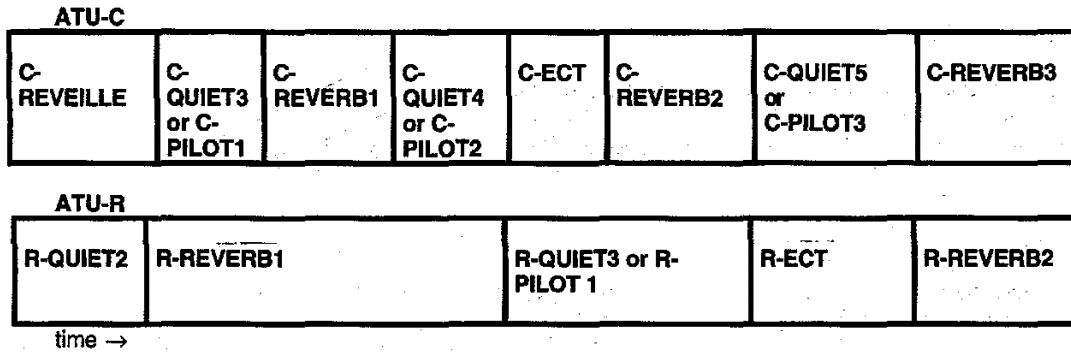 ATU-C
C-
REVEILLE
C-
QUIET3
or C-
PILOT1
C-
REVERB1
C-
QUIET4
or C-
PILOT2
C-ECT
C-
REVERB2
C-QUIET5
or
C-PILOT3
C-REVERB3
ATU-R
R-QUIET2
R-REVERB1
R-QUIET3 or R-
PILOT 1
R-ECT
R-REVERB2
time →